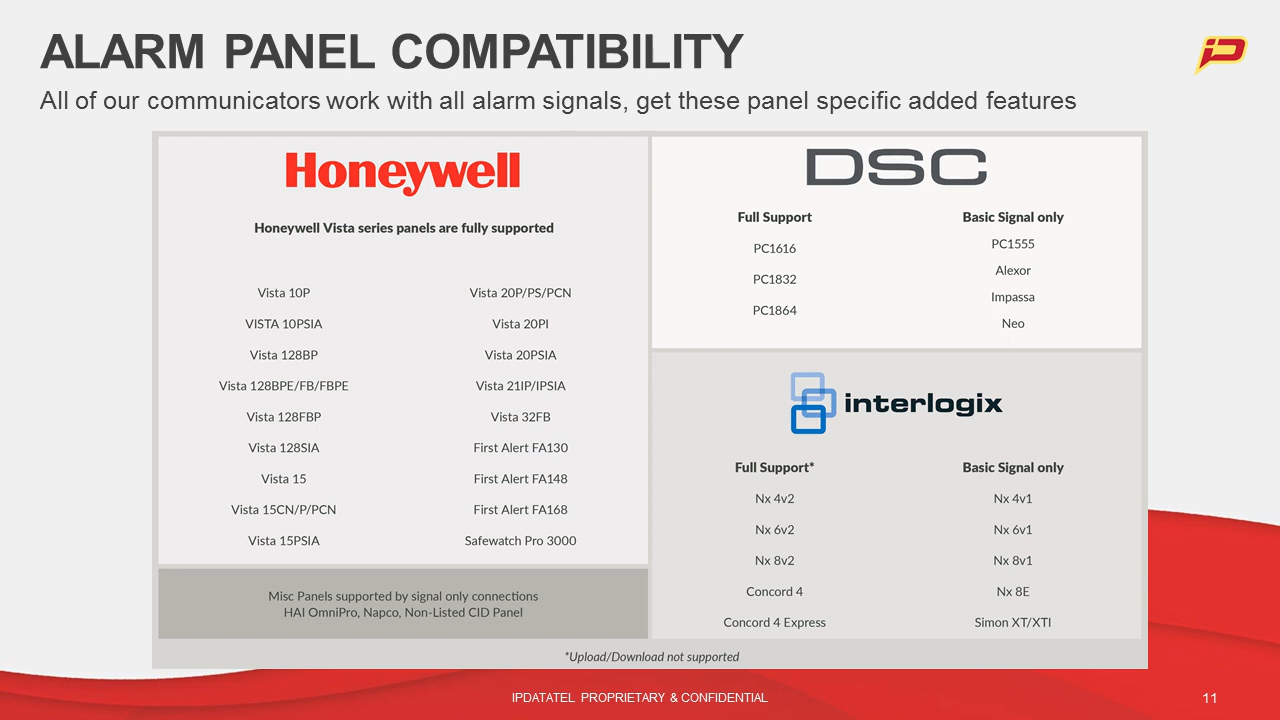 ALARM PANEL COMPATIBILITY
iD
All of our communicators work with all alarm signals, get these panel specific added features
Honeywell
Honeywell Vista series panels are fully supported
Vista 10P Vista 20P/PS/PCN
VISTA 10PSIA Vista 20PI
Vista 128BP Vista 20PSIA
Vista 128BPE/FB/FBPE Vista 21IP/IPSIA
Vista 128FBP Vista 32FB
Vista 128SIA First Alert FA130
Vista 15 First Alert FA148
Vista 15CN/P/PCN First Alert FA168
Vista 15PSIA Safewatch Pro 3000
Misc Panels supported by signal only connections
HAI OmniPro, Napco, Non-Listed CID Panel
DSC
Full Support Basic Signal only
PC1616 PC1555
PC1832 Alexor
PC1864 Impassa
Neo
interlogix
Full Support* Basic Signal only
Nx 4v2 Nx 4v1
Nx 6v2 Nx 6v1
Nx 8v2 Nx 8v1
Concord 4 Nx 8E
Concord 4 Express Simon XT/XTI
*Upload/Download not supported
IPDATATEL PROPRIETARY & CONFIDENTIAL
11